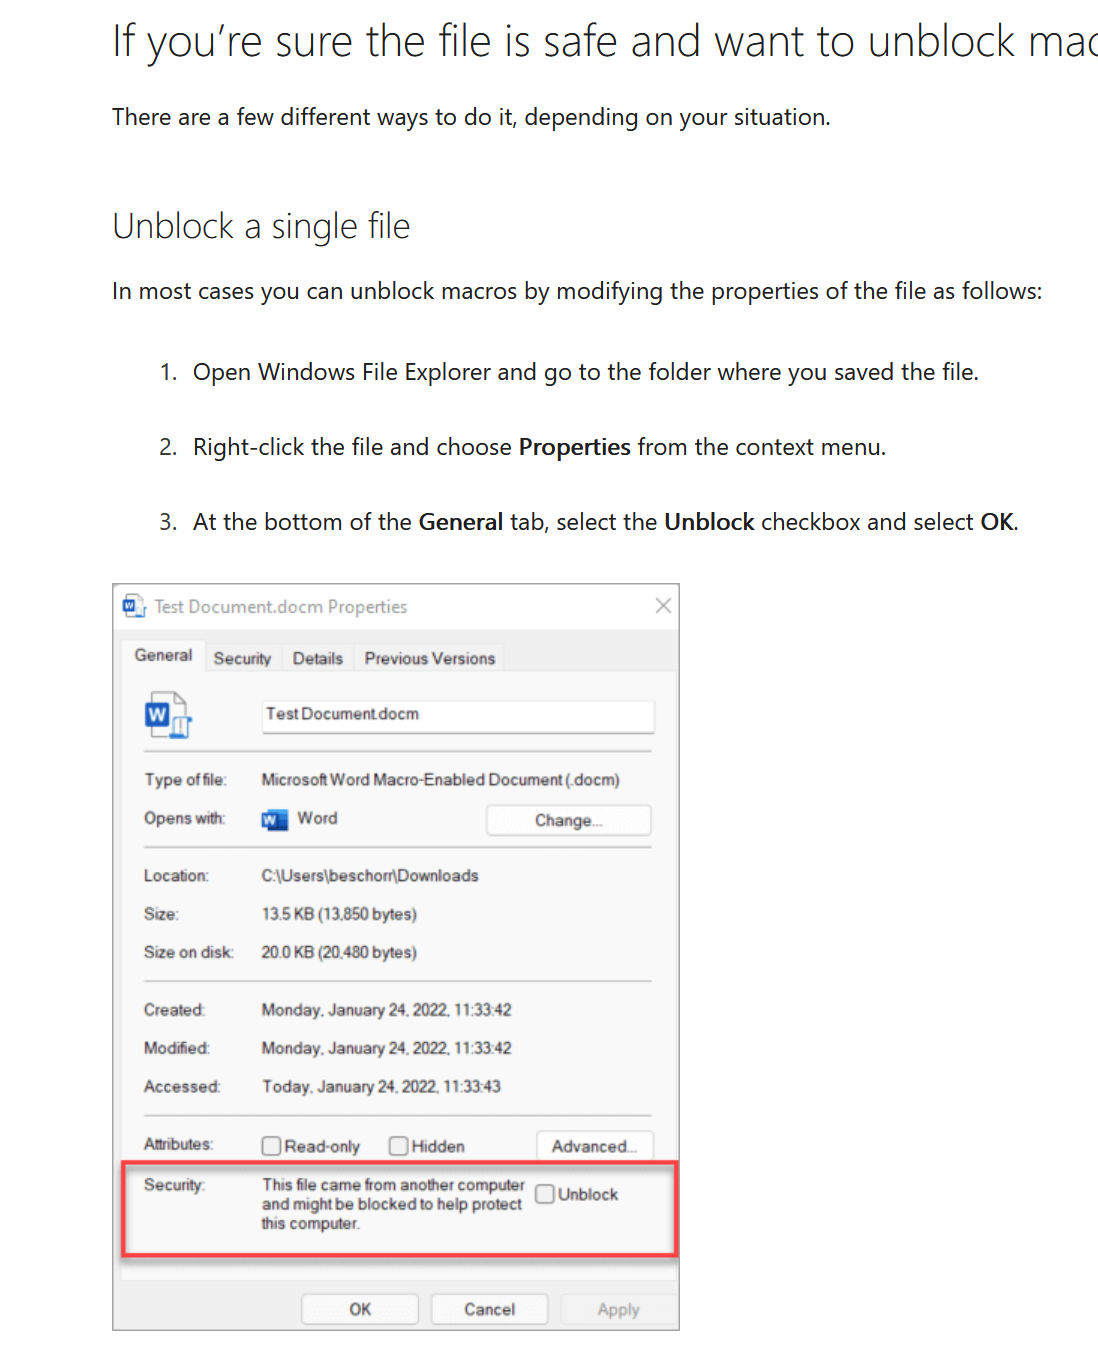 If you're sure the file is safe and want to unblock mac
There are a few different ways to do it, depending on your situation.
Unblock a single file
In most cases you can unblock macros by modifying the properties of the file as follows:
1. Open Windows File Explorer and go to the folder where you saved the file.
2. Right-click the file and choose Properties from the context menu.
3. At the bottom of the General tab, select the Unblock checkbox and select OK.
Test Document.docm Properties
General Security Details Previous Versions
Test Document.docm
Type of file: Microsoft Word Macro-Enabled Document (.docm)
Opens with: Word Change...
Location: C:\Users\beschorr\Downloads
Size: 13.5 KB (13,850 bytes)
Size on disk: 20.0 KB (20,480 bytes)
Created: Monday, January 24, 2022, 11:33:42
Modified: Monday, January 24, 2022, 11:33:42
Accessed: Today, January 24, 2022, 11:33:43
Attributes: Read-only Hidden Advanced...
Security: This file came from another computer
and might be blocked to help protect
this computer.
Unblock
OK Cancel Apply